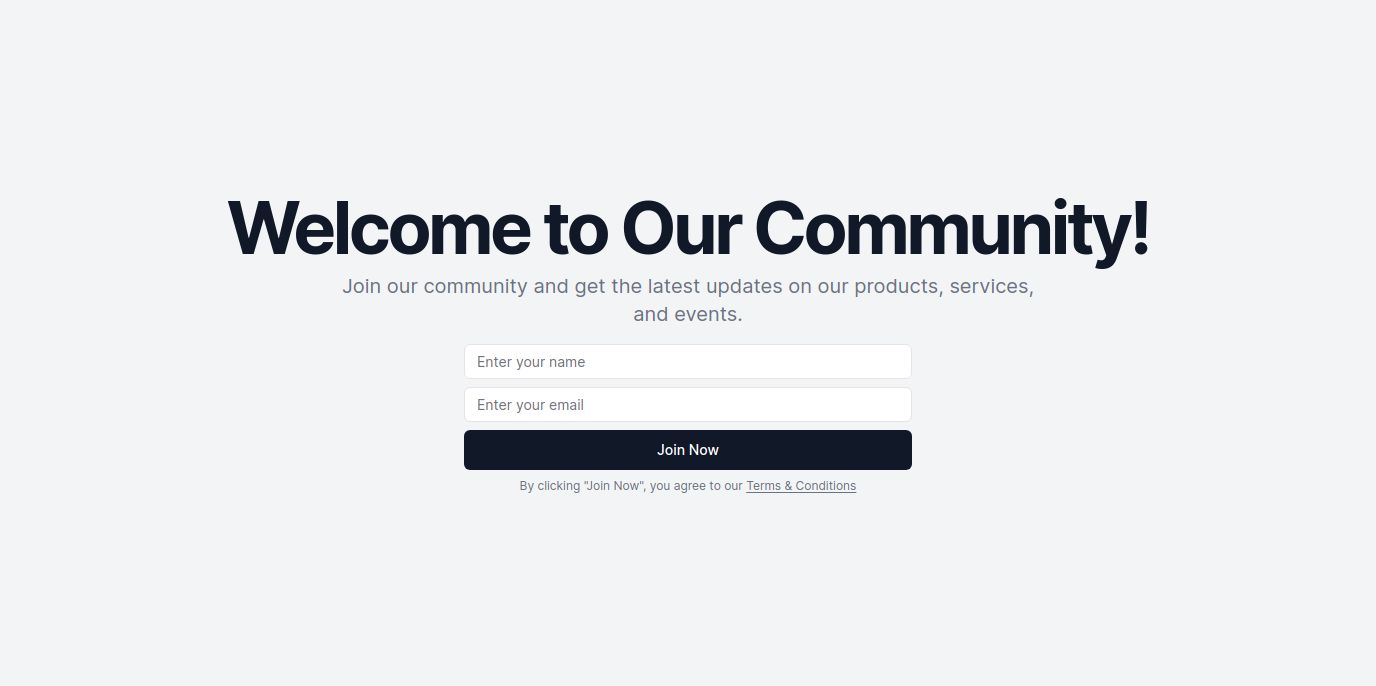 Welcome to Our Community!
Join our community and get the latest updates on our products, services,
and events.
Enter your name
Enter your email
Join Now
By clicking "Join Now", you agree to our Terms & Conditions